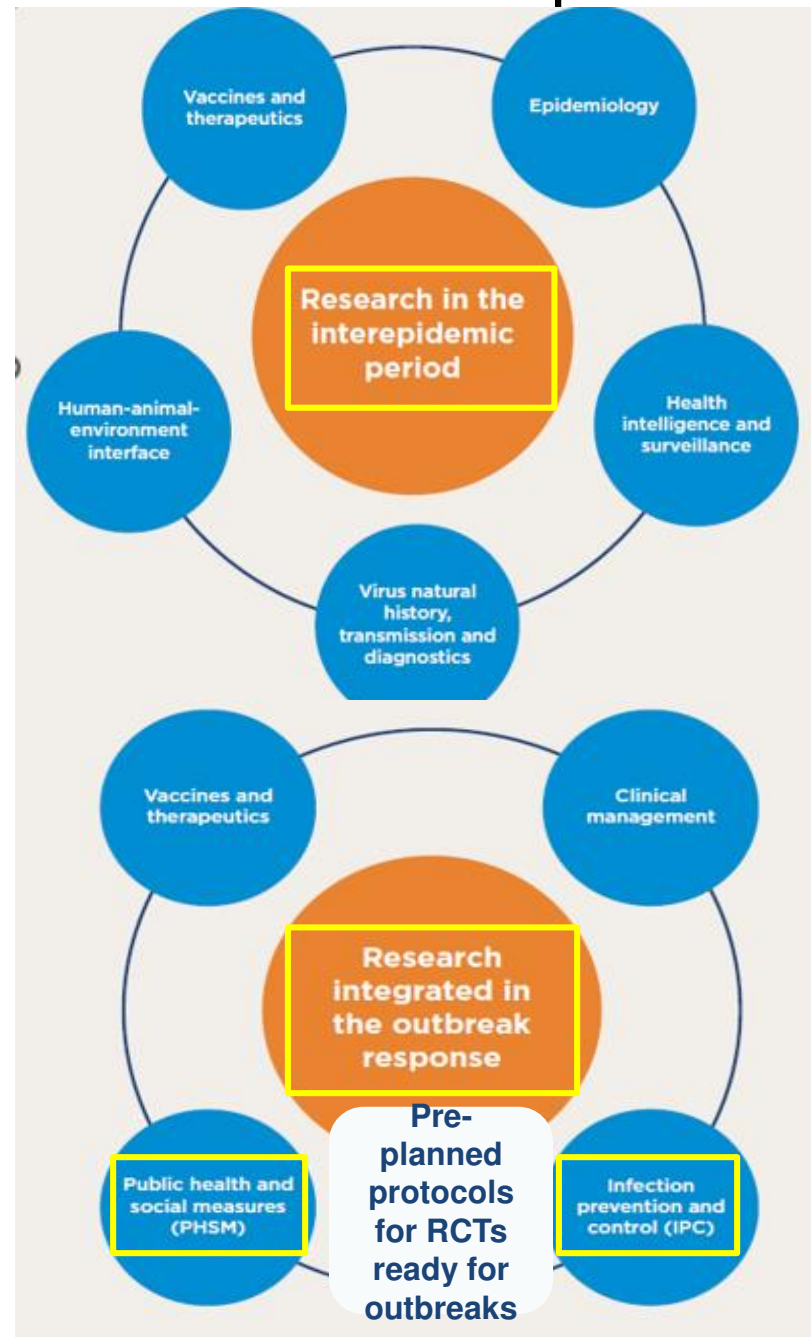 Vaccines and
therapeutics
Epidemiology
Research in the
interepidemic
period
Human-animal-
environment
interface
Health
intelligence and
surveillance
Virus natural
history,
transmission and
diagnostics
Vaccines and
therapeutics
Clinical
management
Research
integrated in
the outbreak
response
Public health and
social measures
(PHSM)
Pre-
planned
protocols
for RCTs
ready for
outbreaks
Infection
prevention and
control (IPC)